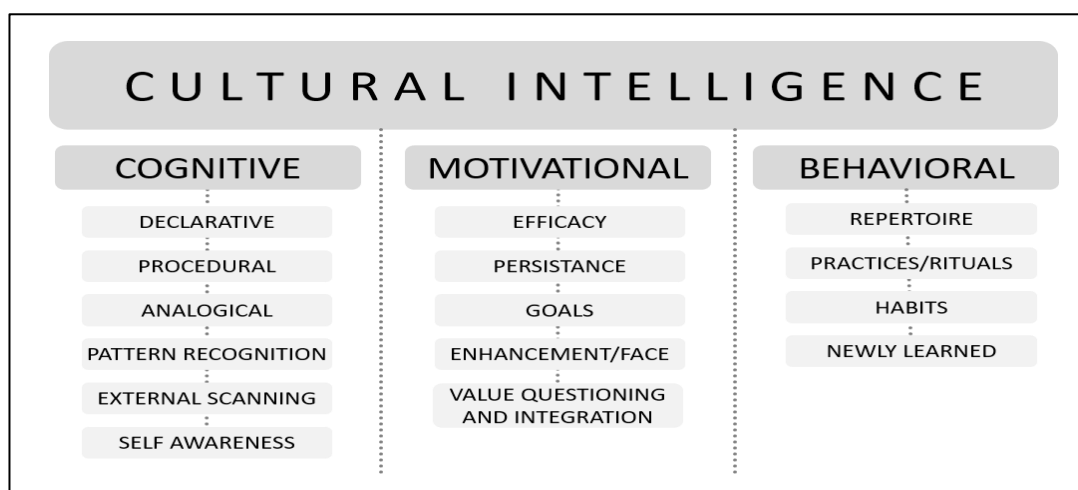 CULTURAL INTELLIGENCE
COGNITIVE
DECLARATIVE
PROCEDURAL
ANALOGICAL
PATTERN RECOGNITION
EXTERNAL SCANNING
SELF AWARENESS
MOTIVATIONAL
EFFICACY
PERSISTANCE
GOALS
ENHANCEMENT/FACE
VALUE QUESTIONING
AND INTEGRATION
BEHAVIORAL
REPERTOIRE
PRACTICES/RITUALS
HABITS
NEWLY LEARNED